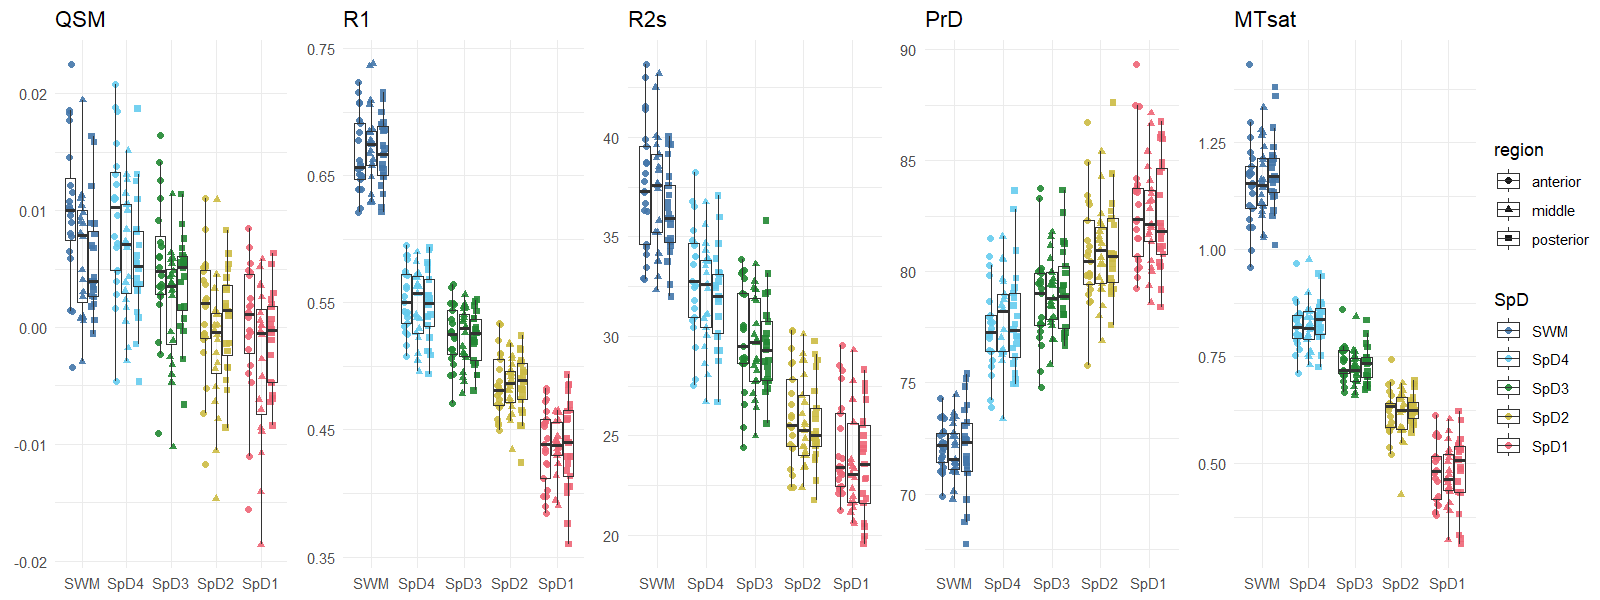 QSM
R1
R2s
PrD
MTsat
0.02
0.01
0.00
-0.01
-0.02
SWM
SpD4
SpD3
SpD2
SpD1
0.75
0.65
0.55
0.45
0.35
SWM
SpD4
SpD3
SpD2
SpD1
40
35
30
25
20
SWM
SpD4
SpD3
SpD2
SpD1
90
85
80
75
70
SWM
SpD4
SpD3
SpD2
SpD1
1.25
1.00
0.75
0.50
SWM
SpD4
SpD3
SpD2
SpD1
region
anterior
middle
posterior
SpD
SWM
SpD4
SpD3
SpD2
SpD1